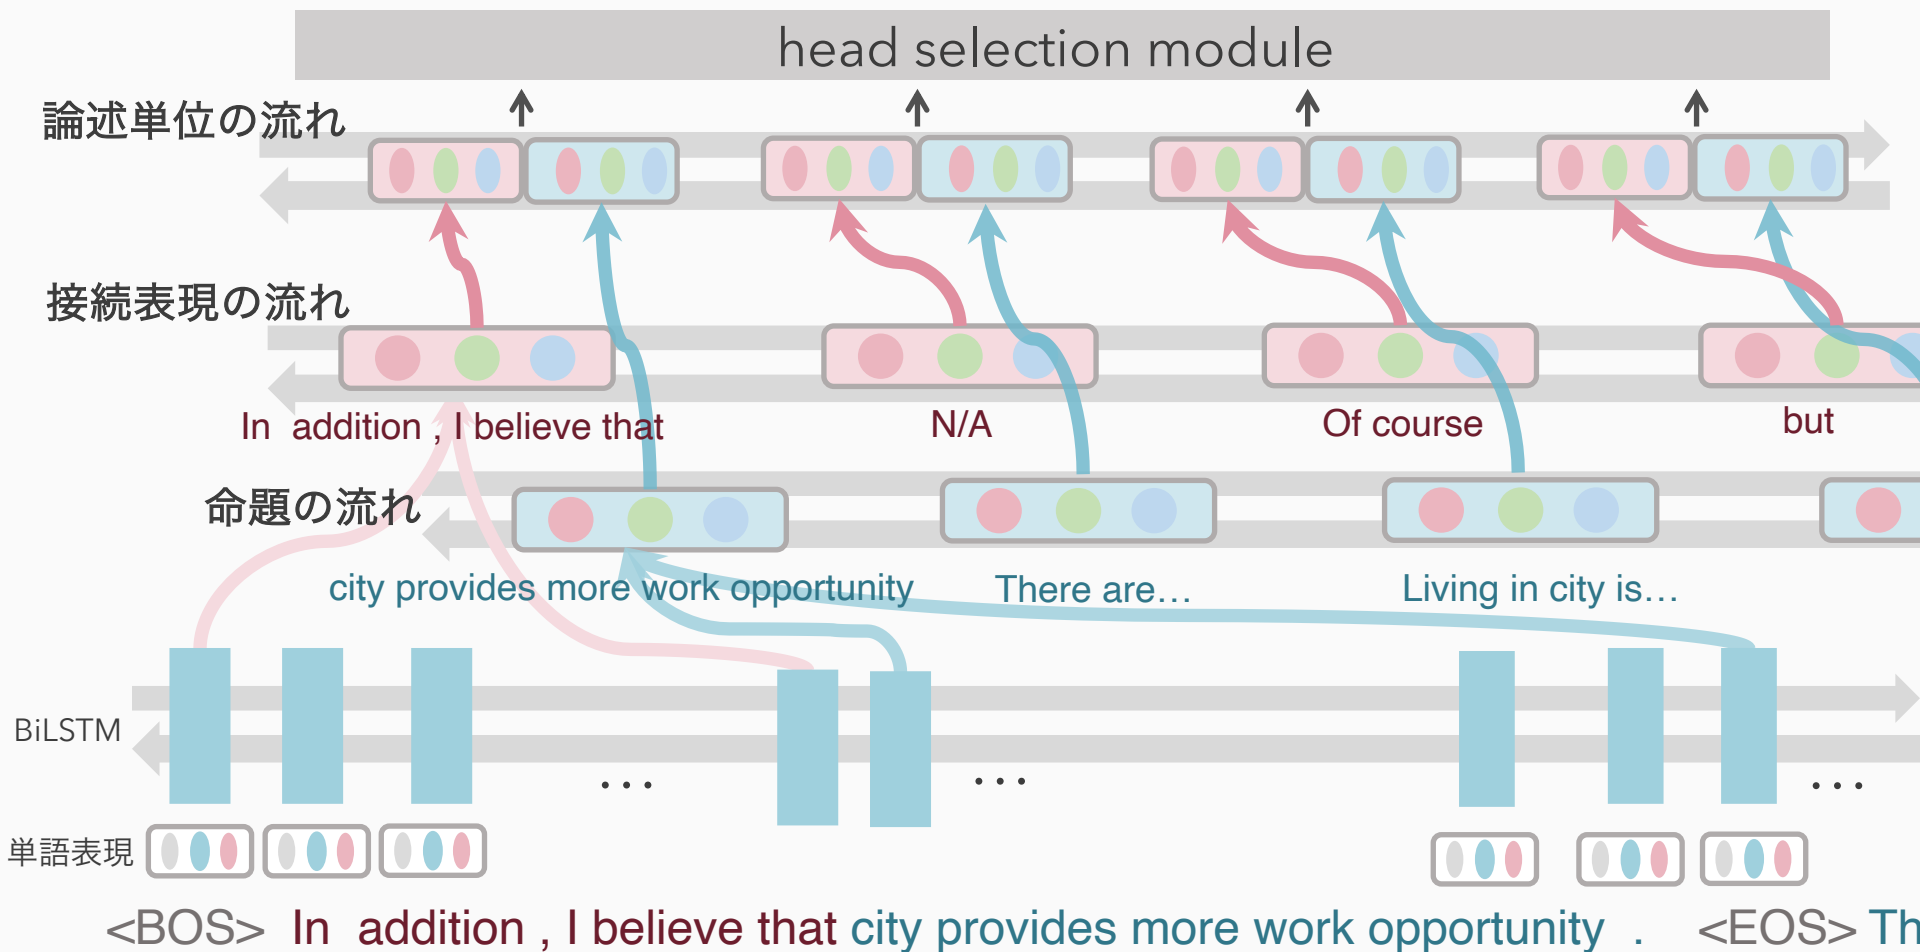 head selection module
論述単位の流れ
接続表現の流れ
In addition , I believe that N/A Of course but
命題の流れ
city provides more work opportunity There are… Living in city is…
BiLSTM
… … …
単語表現
<BOS> In addition , I believe that city provides more work opportunity . <EOS> Th